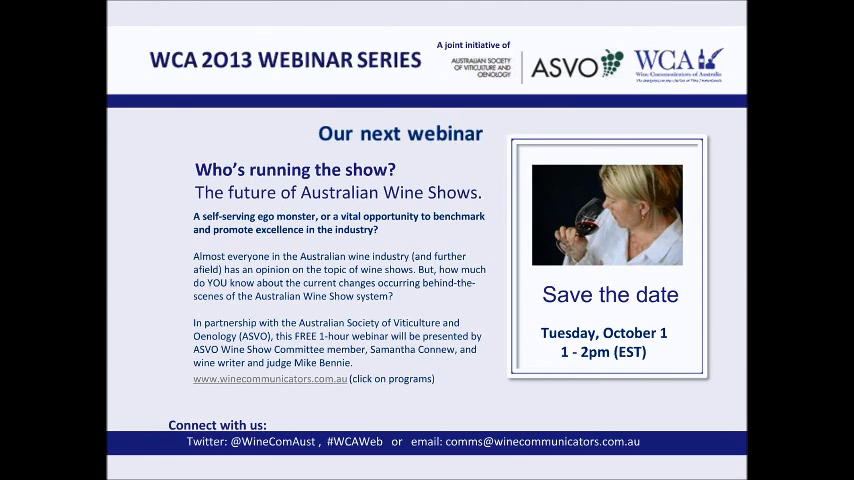 WCA 2013 WEBINAR SERIES
A joint initiative of
AUSTRALIAN SOCIETY
OF VITICULTURE AND
OENOLOGY
ASVO
WCA
Wine Communicators of Australia
Our next webinar
Who's running the show?
The future of Australian Wine Shows.
A self-serving ego monster, or a vital opportunity to benchmark
and promote excellence in the industry?
Almost everyone in the Australian wine industry (and further
afield) has an opinion on the topic of wine shows. But, how much
do YOU know about the current changes occurring behind-the-
scenes of the Australian Wine Show system?
In partnership with the Australian Society of Viticulture and
Oenology (ASVO), this FREE 1-hour webinar will be presented by
ASVO Wine Show Committee member, Samantha Connew, and
wine writer and judge Mike Bennie.
www.winecommunicators.com.au (click on programs)
Save the date
Tuesday, October 1
1 - 2pm (EST)
Connect with us:
Twitter: @WineComAust , #WCAWeb or email: comms@winecommunicators.com.au